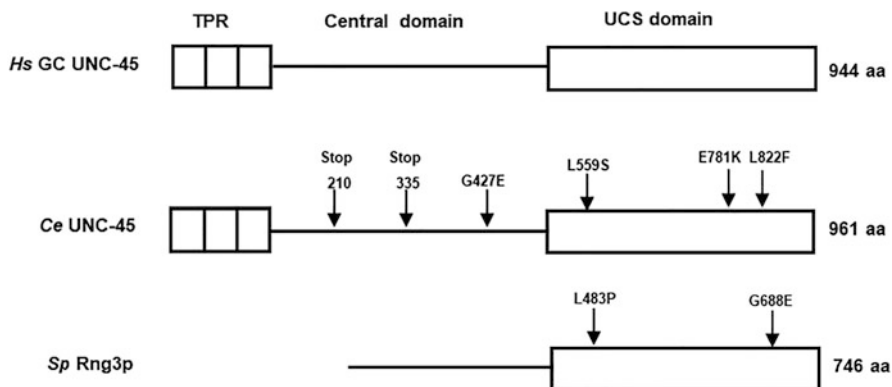 TPR Central domain UCS domain
Hs GC UNC-45 944 aa
Stop Stop G427E L559S E781K L822F
210 335
Ce UNC-45 961 aa
L483P G688E
Sp Rng3p 746 aa